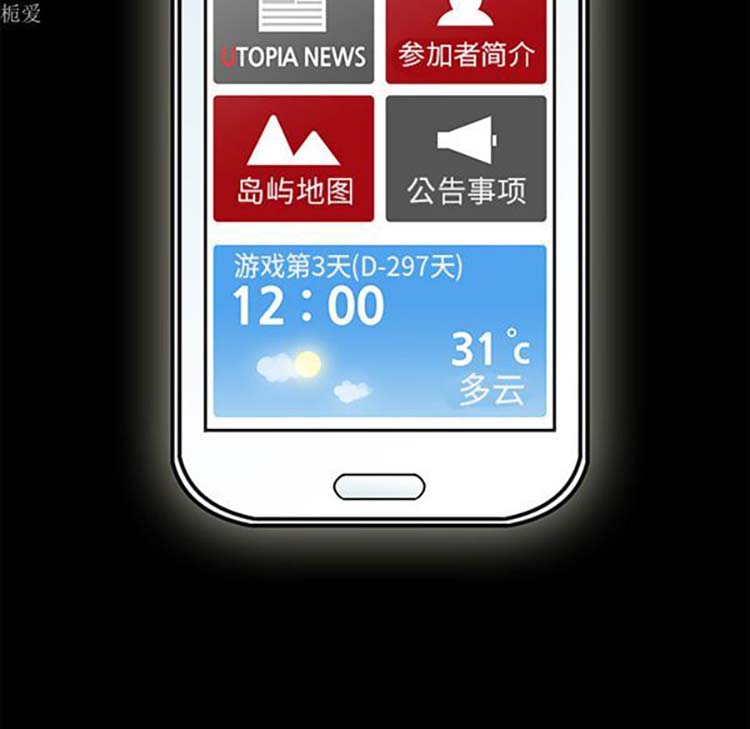 栀爱
UTOPIA NEWS
参加者简介
岛屿地图
公告事项
游戏第3天(D-297天)
12：00
31℃
多云